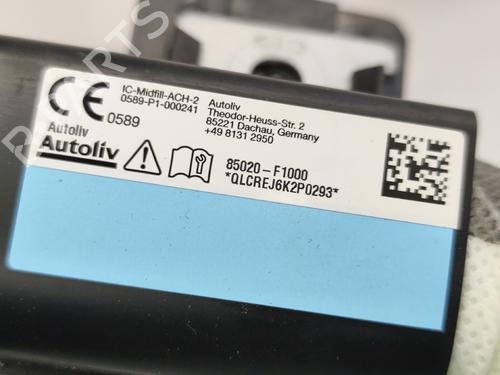 IC-Midfill-ACH-2
0589-P1-000241
CE 0589
Autoliv
Autoliv
Autoliv
Theodor-Heuss-Str. 2
85221 Dachau, Germany
+49 8131 2950
85020-F1000
*QLCREJ6K2P0293*